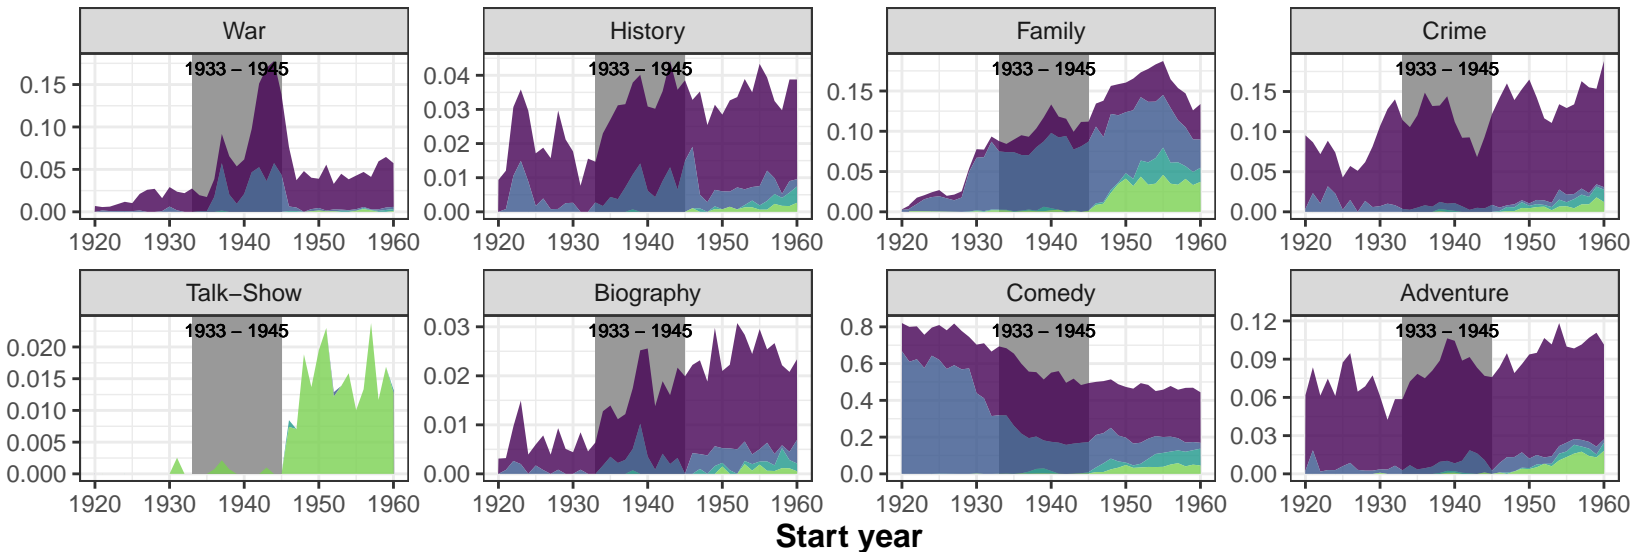 War History Family Crime
1933 – 1945 1933 – 1945 1933 – 1945 1933 – 1945
0.15 0.10 0.05 0.00
0.04 0.03 0.02 0.01 0.00
0.15 0.10 0.05 0.00
0.15 0.10 0.05 0.00
1920 1930 1940 1950 1960 1920 1930 1940 1950 1960 1920 1930 1940 1950 1960 1920 1930 1940 1950 1960
Talk–Show Biography Comedy Adventure
1933 – 1945 1933 – 1945 1933 – 1945 1933 – 1945
0.020 0.015 0.010 0.005 0.000
0.03 0.02 0.01 0.00
0.8 0.6 0.4 0.2 0.0
0.12 0.09 0.06 0.03 0.00
1920 1930 1940 1950 1960 1920 1930 1940 1950 1960 1920 1930 1940 1950 1960 1920 1930 1940 1950 1960
Start year